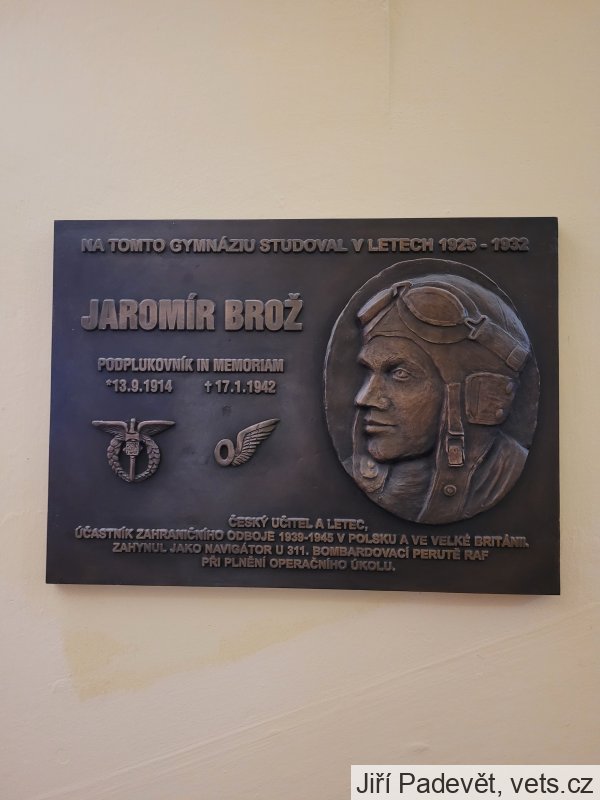 NA TOMTO GYMNÁZIU STUDOVAL V LETECH 1925 - 1932
JAROMÍR BROŽ
PODPLUKOVNÍK IN MEMORIAM
*13.9.1914 †17.1.1942
ČESKÝ UČITEL A LETEC,
ÚČASTNÍK ZAHRANIČNÍHO ODBOJE 1939-1945 V POLSKU A VE VELKÉ BRITÁNII.
ZAHYNUL JAKO NAVIGÁTOR U 311. BOMBARDOVACÍ PERUTĚ RAF
PŘI PLNĚNÍ OPERAČNÍHO ÚKOLU.
Jiří Padevět, vets.cz